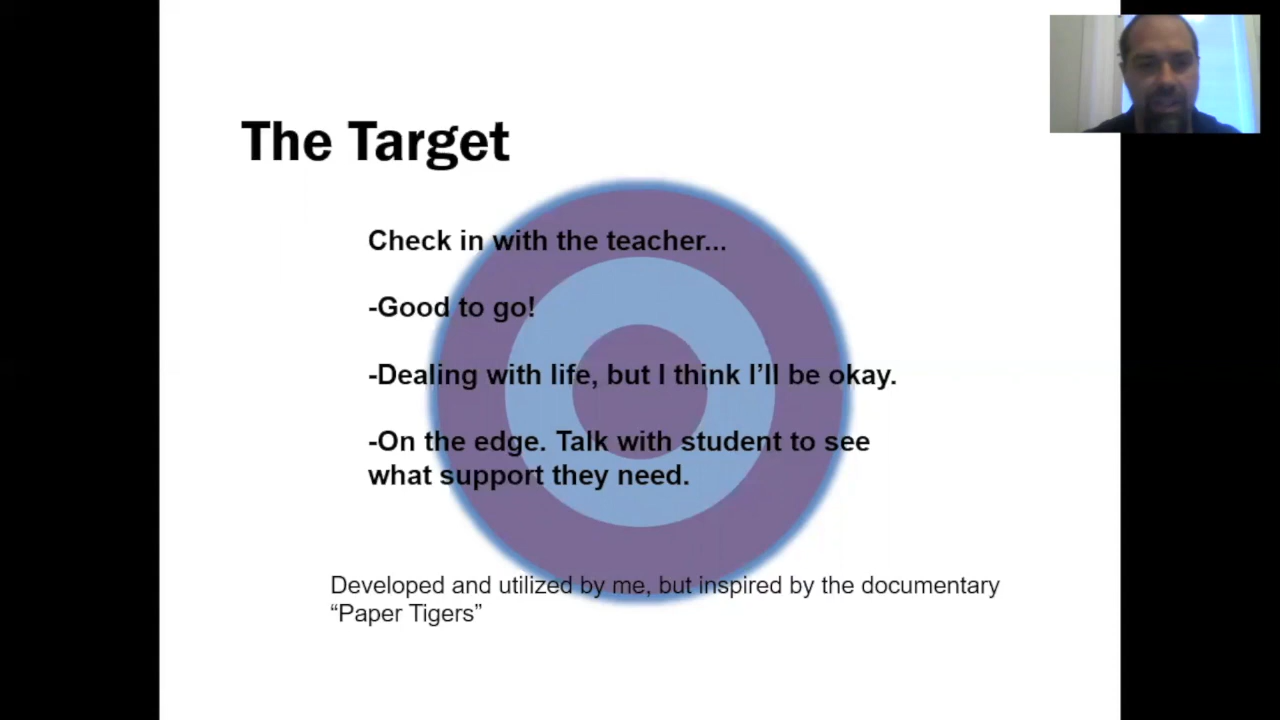 The Target
Check in with the teacher...
-Good to go!
-Dealing with life, but I think I’ll be okay.
-On the edge. Talk with student to see
what support they need.
Developed and utilized by me, but inspired by the documentary
“Paper Tigers”